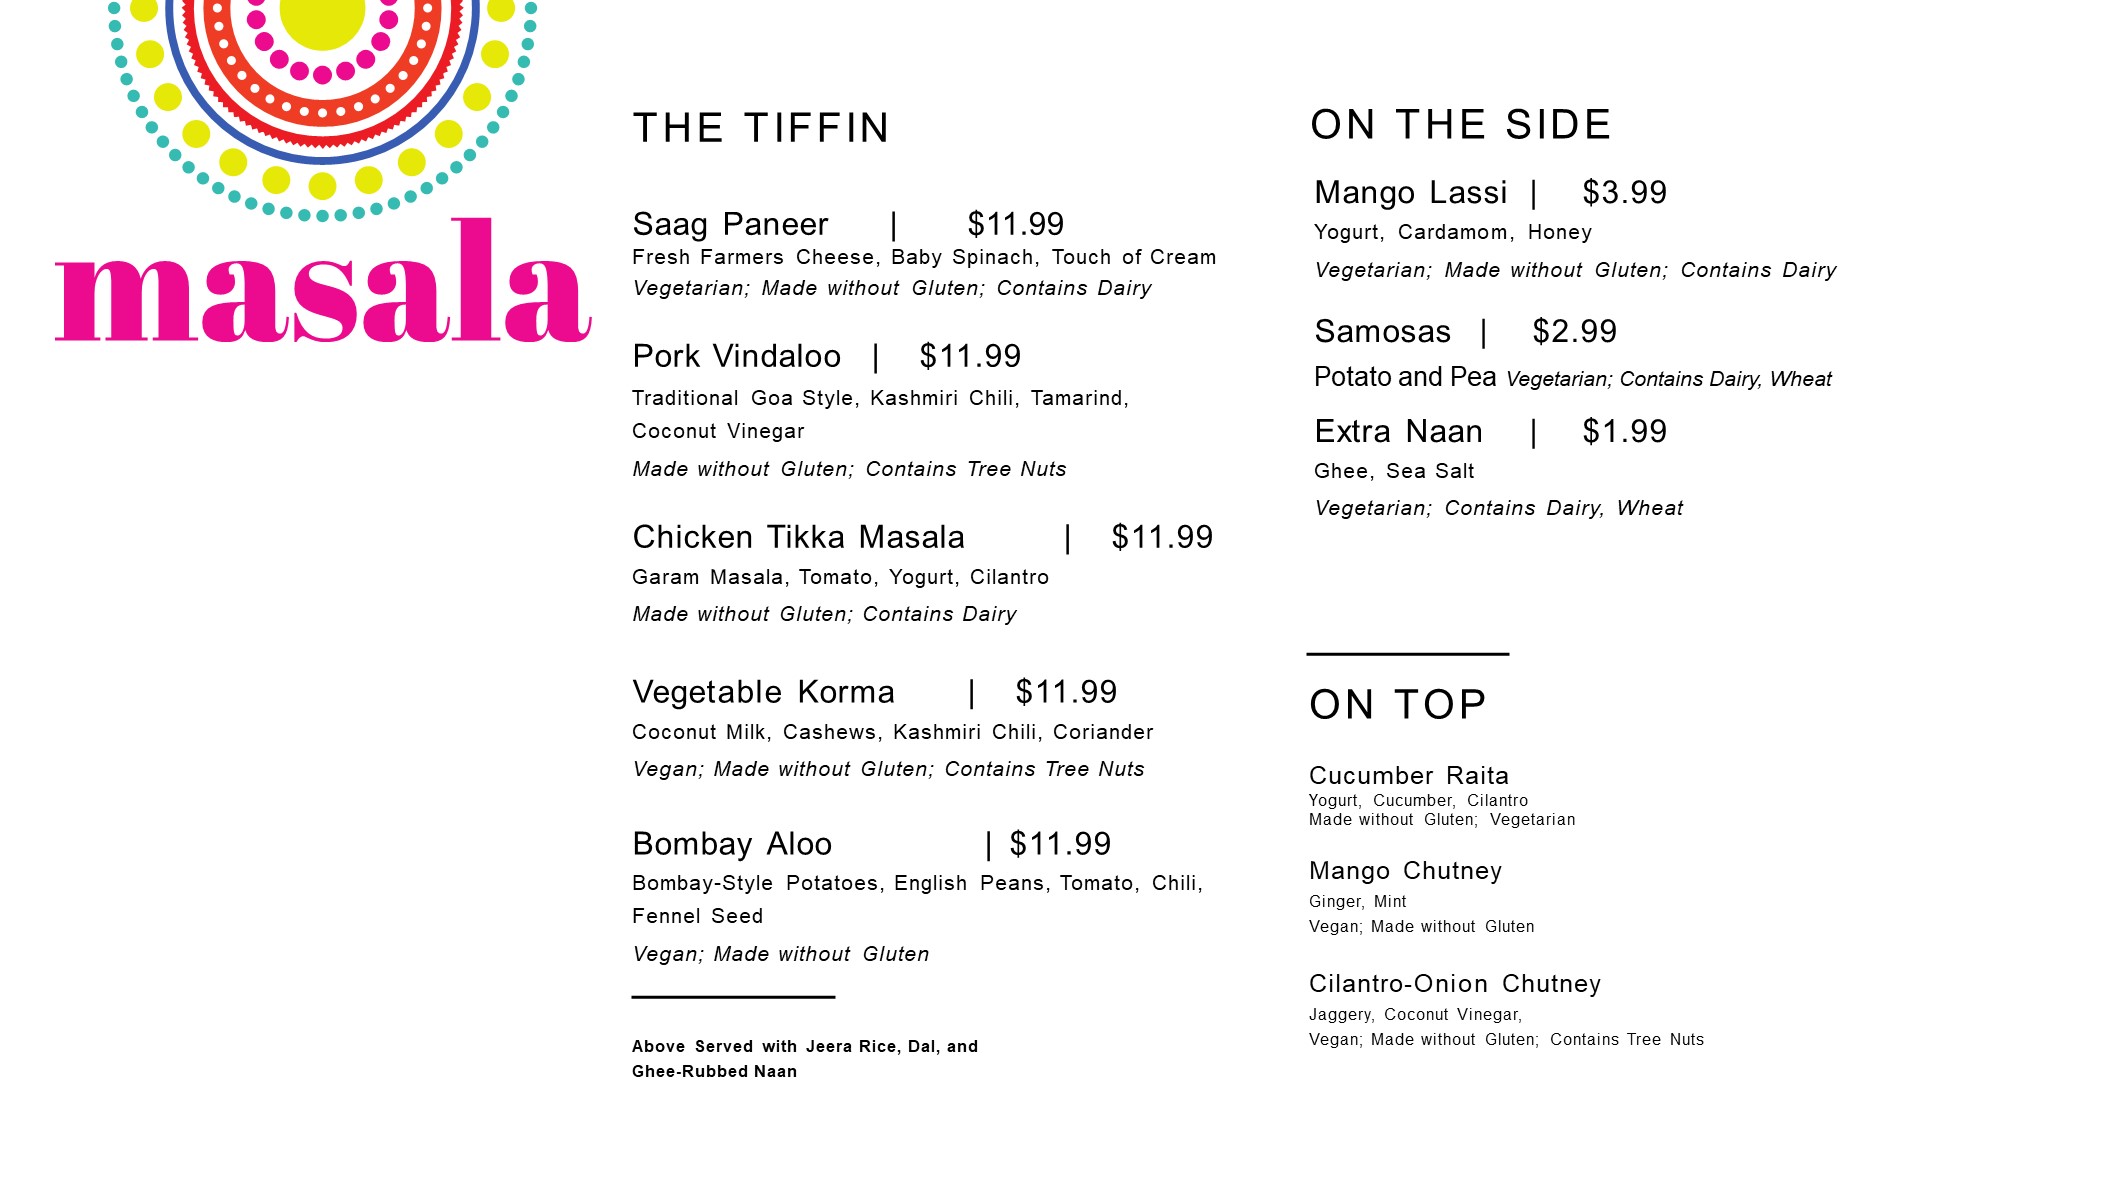 masala
THE TIFFIN
Saag Paneer | $11.99
Fresh Farmers Cheese, Baby Spinach, Touch of Cream
Vegetarian; Made without Gluten; Contains Dairy
Pork Vindaloo | $11.99
Traditional Goa Style, Kashmiri Chili, Tamarind,
Coconut Vinegar
Made without Gluten; Contains Tree Nuts
Chicken Tikka Masala | $11.99
Garam Masala, Tomato, Yogurt, Cilantro
Made without Gluten; Contains Dairy
Vegetable Korma | $11.99
Coconut Milk, Cashews, Kashmiri Chili, Coriander
Vegan; Made without Gluten; Contains Tree Nuts
Bombay Aloo | $11.99
Bombay-Style Potatoes, English Peans, Tomato, Chili,
Fennel Seed
Vegan; Made without Gluten
Above Served with Jeera Rice, Dal, and
Ghee-Rubbed Naan
ON THE SIDE
Mango Lassi | $3.99
Yogurt, Cardamom, Honey
Vegetarian; Made without Gluten; Contains Dairy
Samosas | $2.99
Potato and Pea Vegetarian; Contains Dairy, Wheat
Extra Naan | $1.99
Ghee, Sea Salt
Vegetarian; Contains Dairy, Wheat
ON TOP
Cucumber Raita
Yogurt, Cucumber, Cilantro
Made without Gluten; Vegetarian
Mango Chutney
Ginger, Mint
Vegan; Made without Gluten
Cilantro-Onion Chutney
Jaggery, Coconut Vinegar,
Vegan; Made without Gluten; Contains Tree Nuts